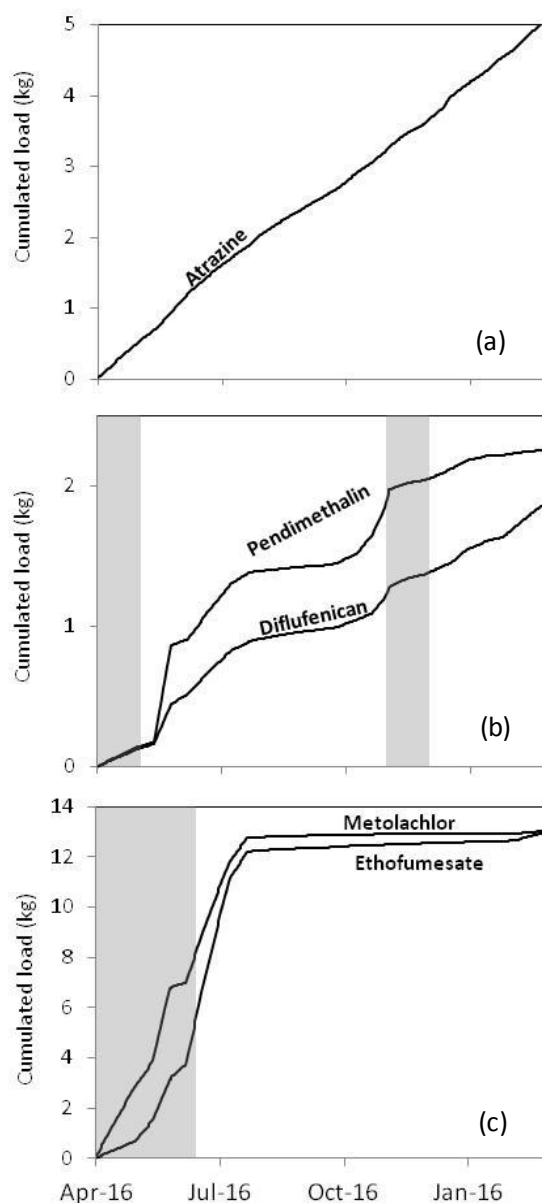 5
4
3
2
1
0
Cumulated load (kg)
Atrazine
(a)
2
1
0
Cumulated load (kg)
Pendimethalin
Diflufenican
(b)
14
12
10
8
6
4
2
0
Cumulated load (kg)
Metolachlor
Ethofumesate
(c)
Apr-16 Jul-16 Oct-16 Jan-16